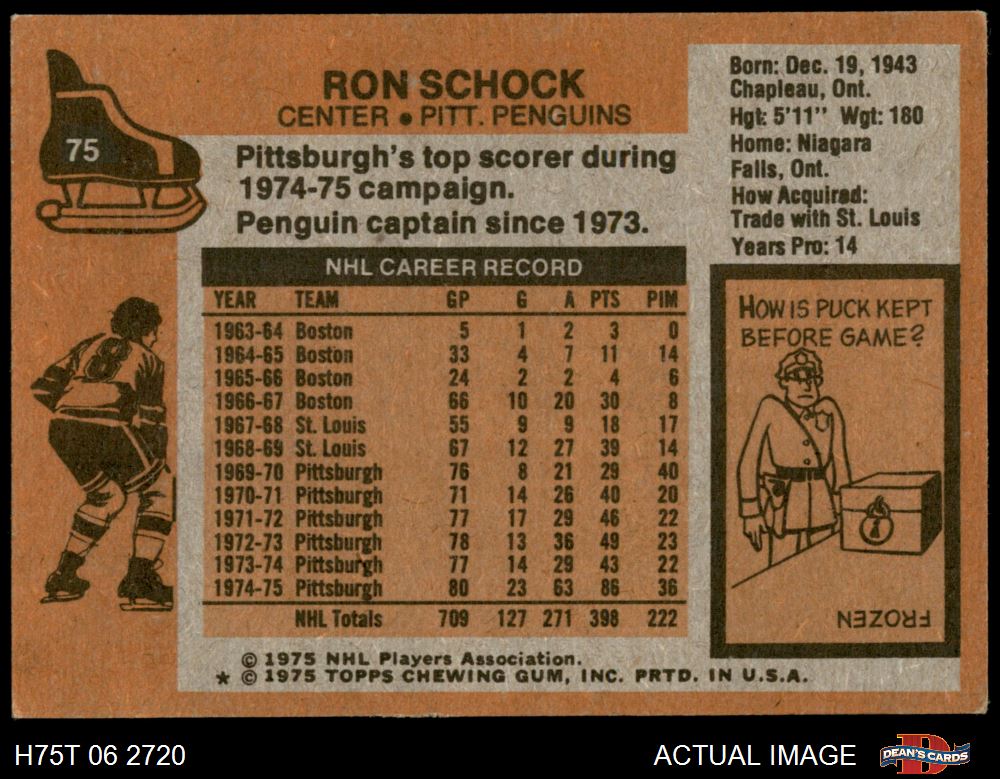 75
RON SCHOCK
CENTER • PITT. PENGUINS
Pittsburgh's top scorer during
1974-75 campaign.
Penguin captain since 1973.
NHL CAREER RECORD
YEAR TEAM GP G A PTS PIM
1963-64 Boston 5 1 2 3 0
1964-65 Boston 33 4 7 11 14
1965-66 Boston 24 2 2 4 6
1966-67 Boston 66 10 20 30 8
1967-68 St. Louis 55 9 9 18 17
1968-69 St. Louis 67 12 27 39 14
1969-70 Pittsburgh 76 8 21 29 40
1970-71 Pittsburgh 71 14 26 40 20
1971-72 Pittsburgh 77 17 29 46 22
1972-73 Pittsburgh 78 13 36 49 23
1973-74 Pittsburgh 77 14 29 43 22
1974-75 Pittsburgh 80 23 63 86 36
NHL Totals 709 127 271 398 222
© 1975 NHL Players Association.
★ © 1975 TOPPS CHEWING GUM, INC. PRTD. IN U.S.A.
Born: Dec. 19, 1943
Chapleau, Ont.
Hgt: 5'11" Wgt: 180
Home: Niagara
Falls, Ont.
How Acquired:
Trade with St. Louis
Years Pro: 14
HOW IS PUCK KEPT
BEFORE GAME?
FROZEN
8
H75T 06 2720
ACTUAL IMAGE
D
DEAN'S CARDS